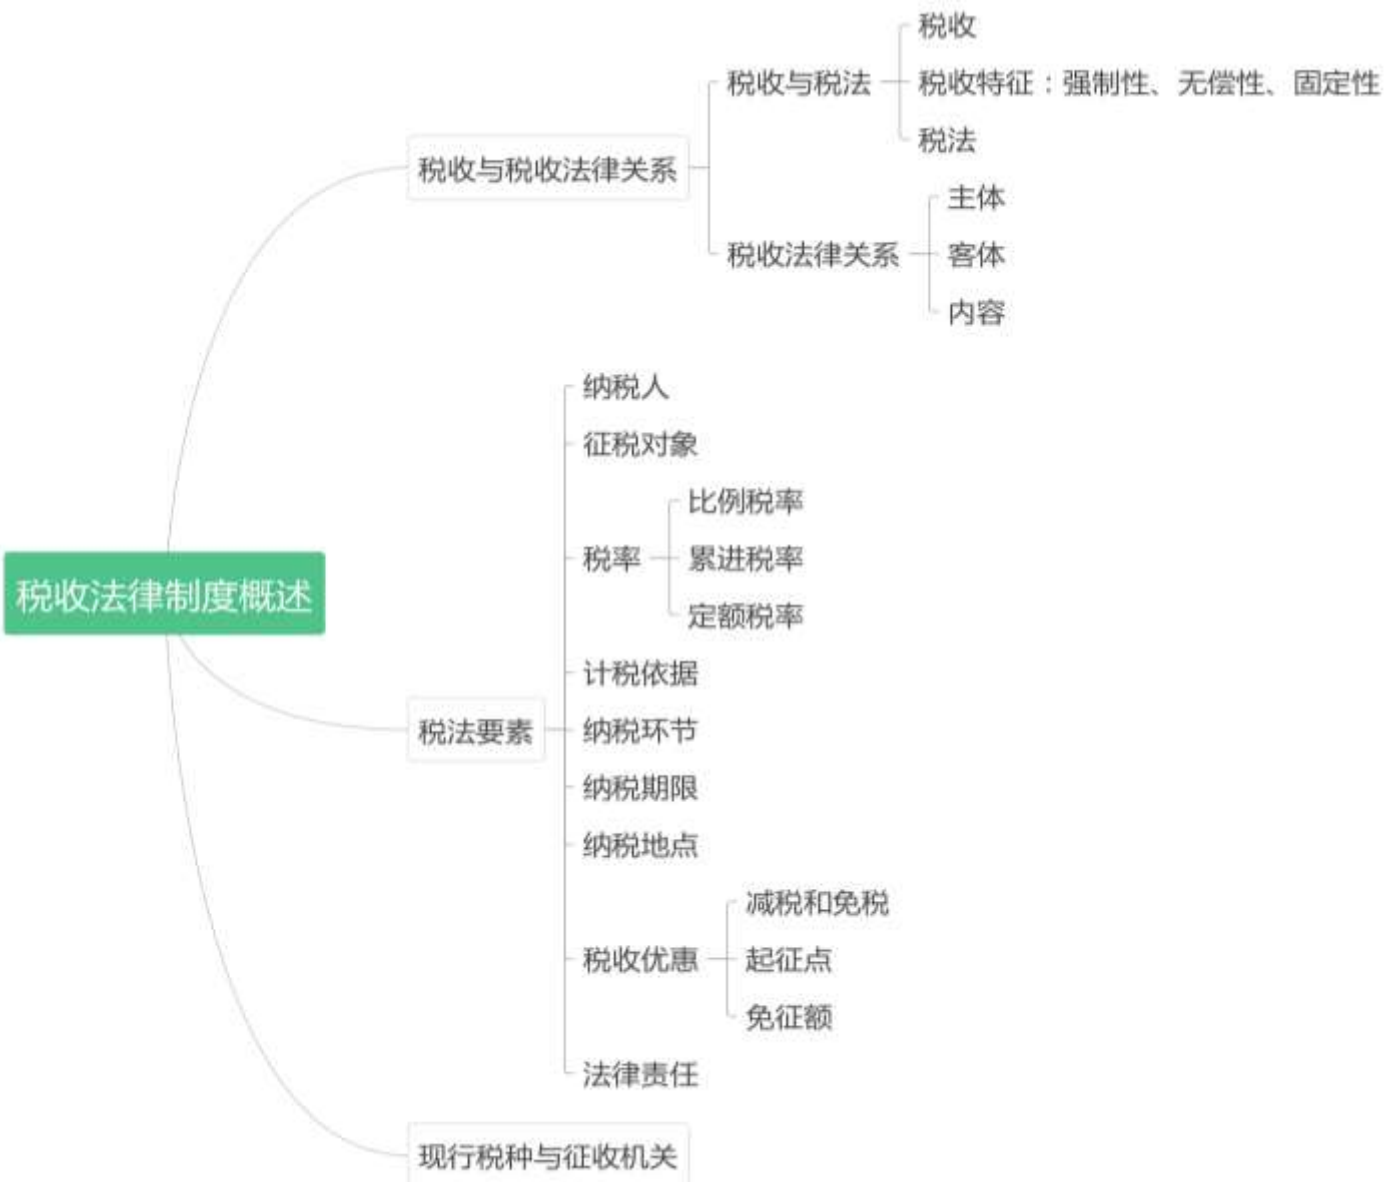 税收
税收与税法
税收特征：强制性、无偿性、固定性
税法
税收与税收法律关系
主体
税收法律关系
客体
内容
纳税人
征税对象
比例税率
税率
累进税率
定额税率
税收法律制度概述
计税依据
税法要素
纳税环节
纳税期限
纳税地点
减税和免税
税收优惠
起征点
免征额
法律责任
现行税种与征收机关